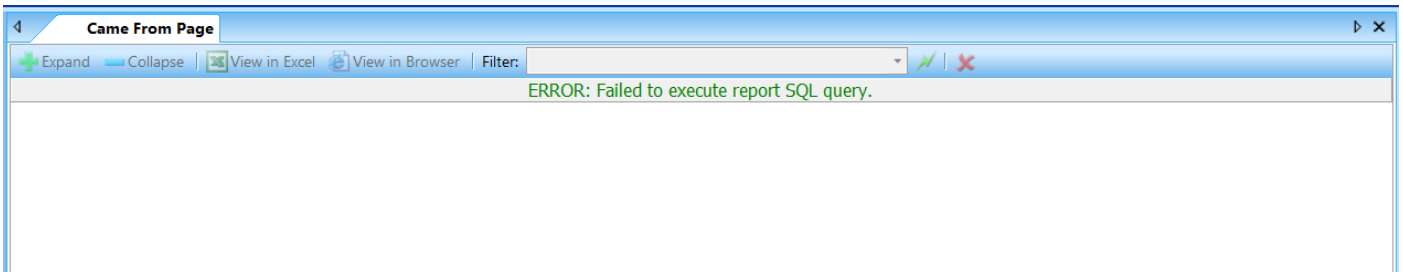 Came From Page
Expand Collapse View in Excel View in Browser Filter:
ERROR: Failed to execute report SQL query.